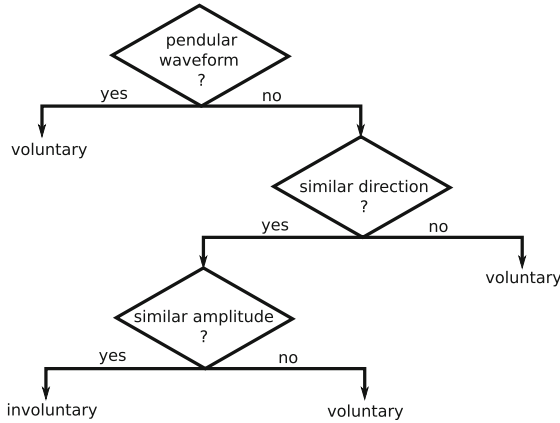 pendular
waveform
?
yes
no
voluntary
similar direction
?
yes
no
voluntary
similar amplitude
?
yes
no
involuntary
voluntary